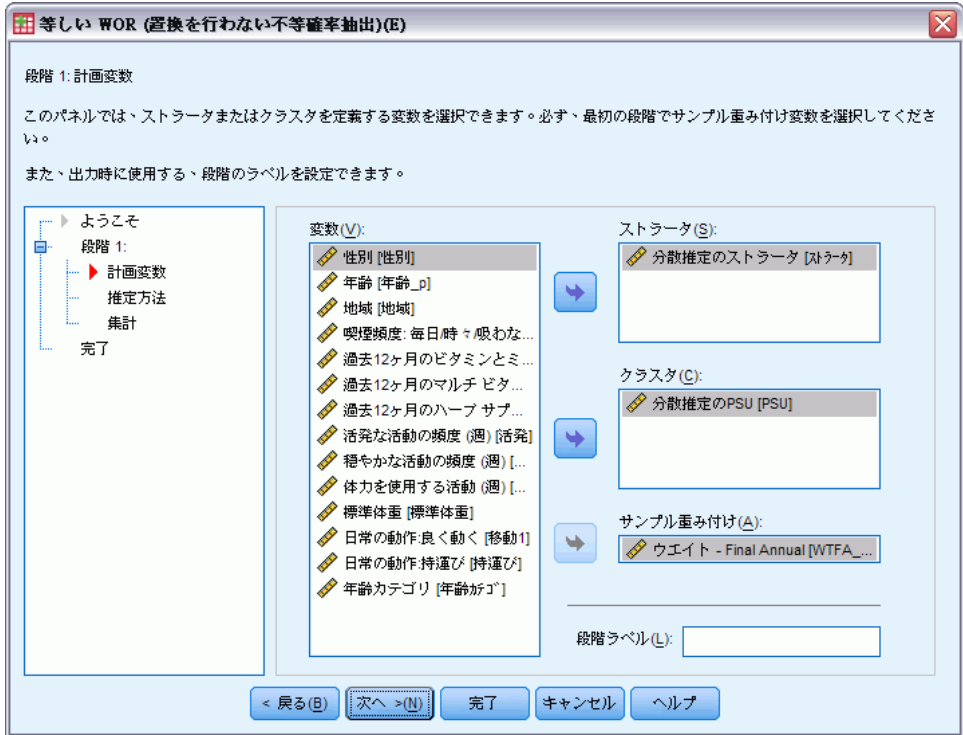 等しい WOR (置換を行わない不等確率抽出)(E)
段階 1: 計画変数
このパネルでは、ストラータまたはクラスタを定義する変数を選択できます。必ず、最初の段階でサンプル重み付け変数を選択してくださ
い。
また、出力時に使用する、段階のラベルを設定できます。
ようこそ
段階 1:
計画変数
推定方法
集計
完了
変数(V):
性別 [性別]
年齢 [年齢_p]
地域 [地域]
喫煙頻度: 毎日/時々/吸わな...
過去12ヶ月のビタミンとミ...
過去12ヶ月のマルチ ビタ...
過去12ヶ月のハーブ サプ...
活発な活動の頻度 (週) [活発]
穏やかな活動の頻度 (週) [...
体力を使用する活動 (週) [...
標準体重 [標準体重]
日常の動作:良く動く [移動1]
日常の動作:持運び [持運び]
年齢カテゴリ [年齢ｶﾃｺﾞﾘ]
ストラータ(S):
分散推定のストラータ [ｽﾄﾗｰﾀ]
クラスタ(C):
分散推定のPSU [PSU]
サンプル重み付け(A):
ウエイト - Final Annual [WTFA_...
段階ラベル(L):
< 戻る(B)
次へ >(N)
完了
キャンセル
ヘルプ